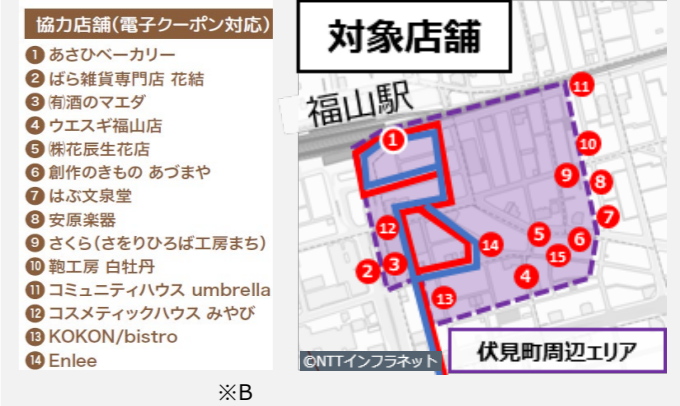 協力店舗(電子クーポン対応)
1 あさひベーカリー
2 ばら雑貨専門店 花結
3 ㈲酒のマエダ
4 ウエスギ福山店
5 ㈱花辰生花店
6 創作のきもの あづまや
7 はぶ文泉堂
8 安原楽器
9 さくら(さをりひろば工房まち)
10 鞄工房 白牡丹
11 コミュニティハウス umbrella
12 コスメティックハウス みやび
13 KOKON/bistro
14 Enlee
※B
対象店舗
福山駅
11
1
10
9
8
7
12
5
6
14
15
3
2
4
13
©NTTインフラネット
伏見町周辺エリア